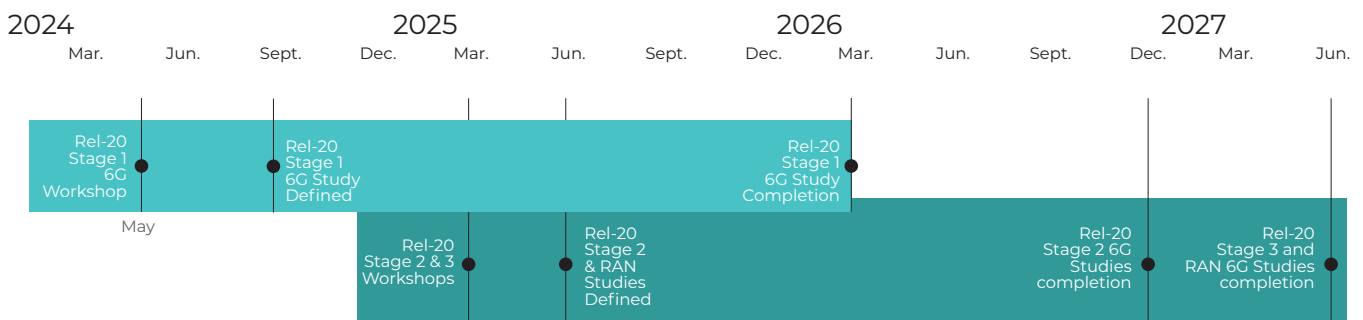 2024 2025 2026 2027
Mar. Jun. Sept. Dec. Mar. Jun. Sept. Dec. Mar. Jun. Sept. Dec. Mar. Jun.
Rel-20
Stage 1
6G
Workshop
May
Rel-20
Stage 1
6G Study
Defined
Rel-20
Stage 1
6G Study
Completion
Rel-20
Stage 2 & 3
Workshops
Rel-20
Stage 2
& RAN
Studies
Defined
Rel-20
Stage 2 6G
Studies
completion
Rel-20
Stage 3 and
RAN 6G Studies
completion